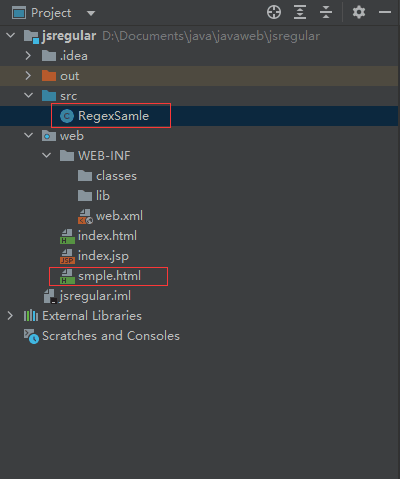 Project
jsregular D:\Documents\java\javaweb\jsregular
.idea
out
src
C RegexSamle
web
WEB-INF
classes
lib
web.xml
H index.html
JSP index.jsp
H smple.html
jsregular.iml
External Libraries
Scratches and Consoles